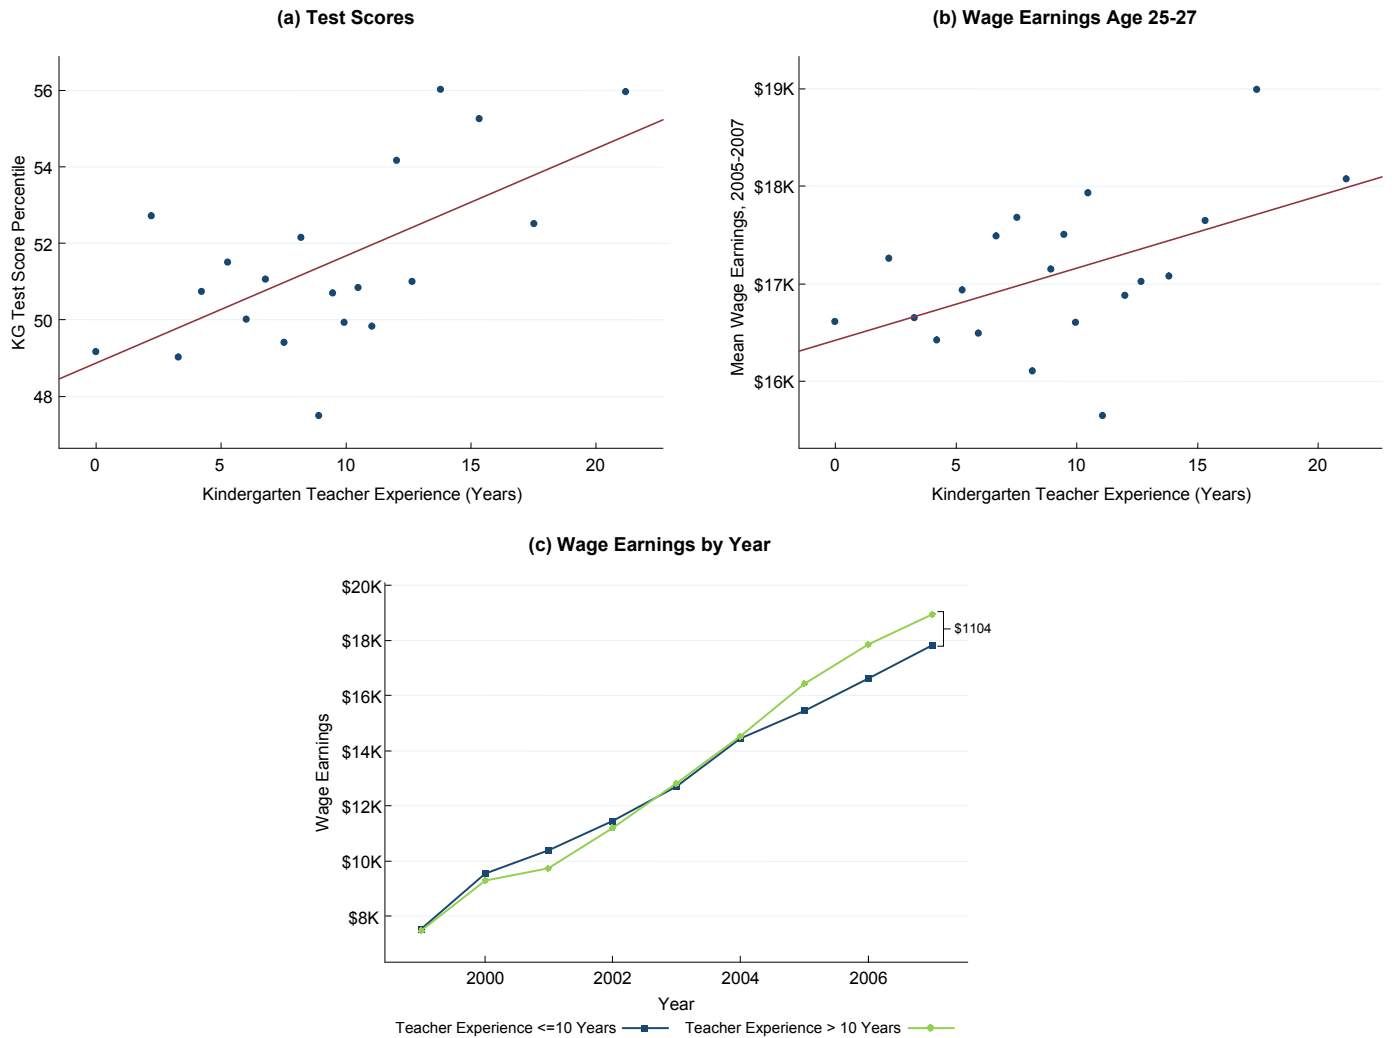 (a) Test Scores
KG Test Score Percentile
56
54
52
50
48
0 5 10 15 20
Kindergarten Teacher Experience (Years)
(b) Wage Earnings Age 25-27
Mean Wage Earnings, 2005-2007
$19K
$18K
$17K
$16K
0 5 10 15 20
Kindergarten Teacher Experience (Years)
(c) Wage Earnings by Year
Wage Earnings
$20K
$18K
$16K
$14K
$12K
$10K
$8K
$1104
2000 2002 2004 2006
Year
Teacher Experience <=10 Years Teacher Experience > 10 Years